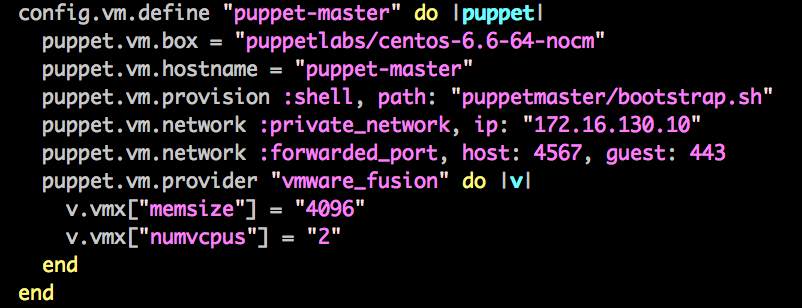 config.vm.define "puppet-master" do |puppet|
  puppet.vm.box = "puppetlabs/centos-6.6-64-nocm"
  puppet.vm.hostname = "puppet-master"
  puppet.vm.provision :shell, path: "puppetmaster/bootstrap.sh"
  puppet.vm.network :private_network, ip: "172.16.130.10"
  puppet.vm.network :forwarded_port, host: 4567, guest: 443
  puppet.vm.provider "vmware_fusion" do |v|
    v.vmx["memsize"] = "4096"
    v.vmx["numvcpus"] = "2"
  end
end